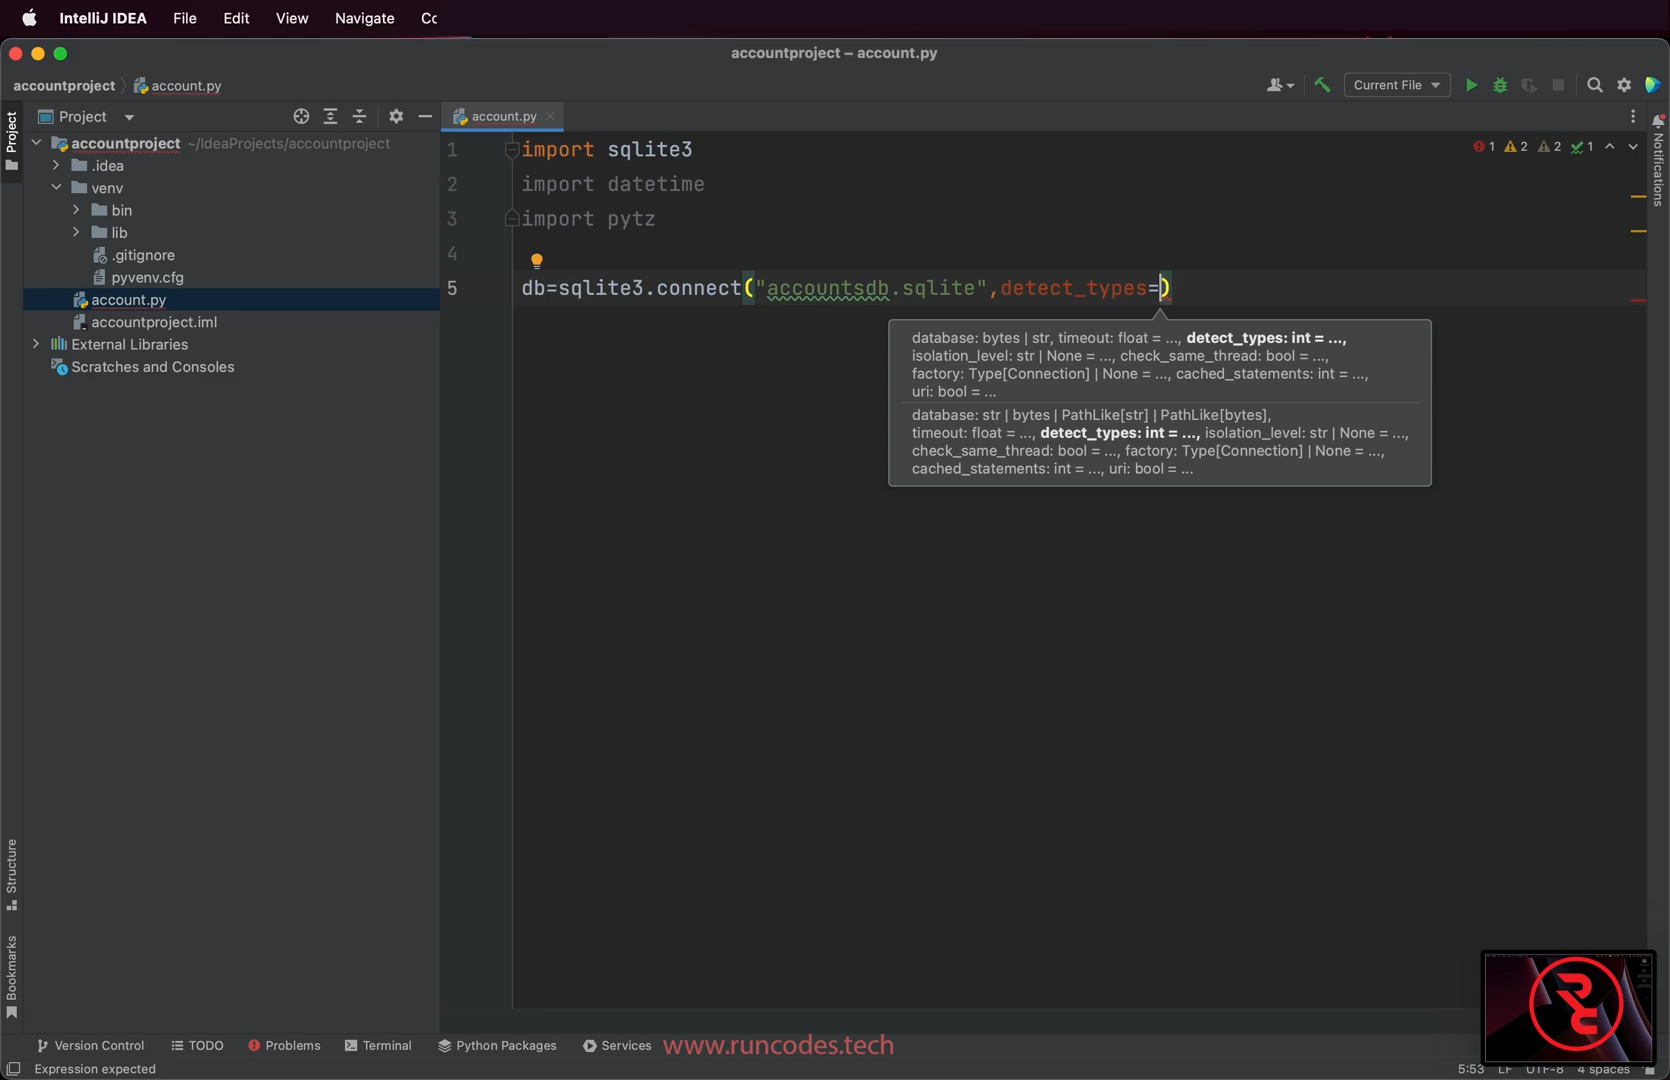 IntelliJ IDEA File Edit View Navigate Cc
accountproject – account.py
accountproject account.py
Current File
Project
Project
account.py
accountproject ~/IdeaProjects/accountproject
.idea
venv
bin
lib
.gitignore
pyvenv.cfg
account.py
accountproject.iml
External Libraries
Scratches and Consoles
1 import sqlite3
2 import datetime
3 import pytz
4
5 db=sqlite3.connect("accountsdb.sqlite",detect_types=)
1 2 2 1
database: bytes | str, timeout: float = ..., detect_types: int = ...,
isolation_level: str | None = ..., check_same_thread: bool = ...,
factory: Type[Connection] | None = ..., cached_statements: int = ...,
uri: bool = ...
database: str | bytes | PathLike[str] | PathLike[bytes],
timeout: float = ..., detect_types: int = ..., isolation_level: str | None = ...,
check_same_thread: bool = ..., factory: Type[Connection] | None = ...,
cached_statements: int = ..., uri: bool = ...
Notifications
Structure
Bookmarks
Version Control TODO Problems Terminal Python Packages Services www.runcodes.tech
Expression expected
5:53 LF UTF-8 4 spaces